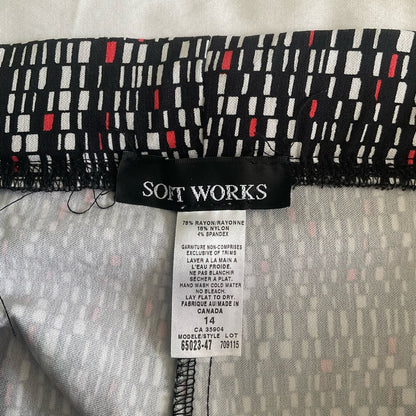 SOFT WORKS
78% RAYON/RAYONNE
18% NYLON
4% SPANDEX
GARNITURE NON-COMPRISES
EXCLUSIVE OF TRIMS
LAVER A LA MAIN A
L'EAU FROIDE.
NE PAS BLANCHIR
SÉCHER A PLAT.
HAND WASH COLD WATER
NO BLEACH.
LAY FLAT TO DRY.
FABRIQUE AU/MADE IN
CANADA
14
CA 35904
MODELE/STYLE LOT
65023-47 709115